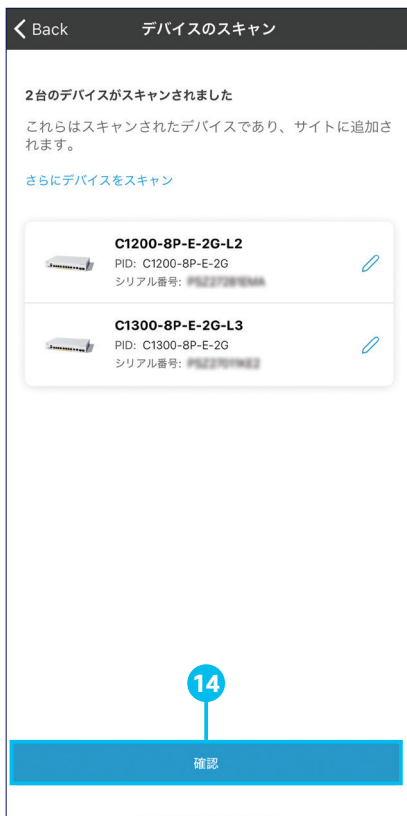 Back デバイスのスキャン
2台のデバイスがスキャンされました
これらはスキャンされたデバイスであり、サイトに追加さ
れます。
さらにデバイスをスキャン
C1200-8P-E-2G-L2
PID: C1200-8P-E-2G
シリアル番号:
C1300-8P-E-2G-L3
PID: C1300-8P-E-2G
シリアル番号:
14
確認